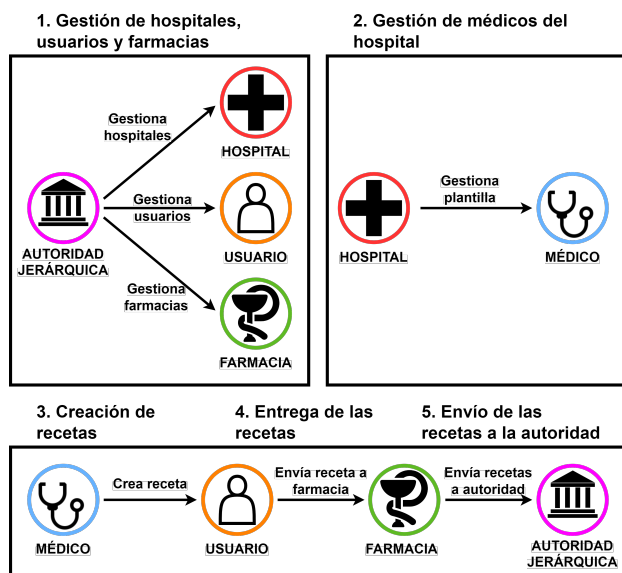 1. Gestión de hospitales,
usuarios y farmacias
Gestiona
hospitales
HOSPITAL
Gestiona
usuarios
AUTORIDAD
JERÁRQUICA
USUARIO
Gestiona
farmacias
FARMACIA
2. Gestión de médicos del
hospital
Gestiona
plantilla
HOSPITAL
MÉDICO
3. Creación de
recetas
4. Entrega de las
recetas
5. Envío de las
recetas a la autoridad
Crea receta
Envía receta a
farmacia
Envía recetas
a autoridad
MÉDICO
USUARIO
FARMACIA
AUTORIDAD
JERÁRQUICA